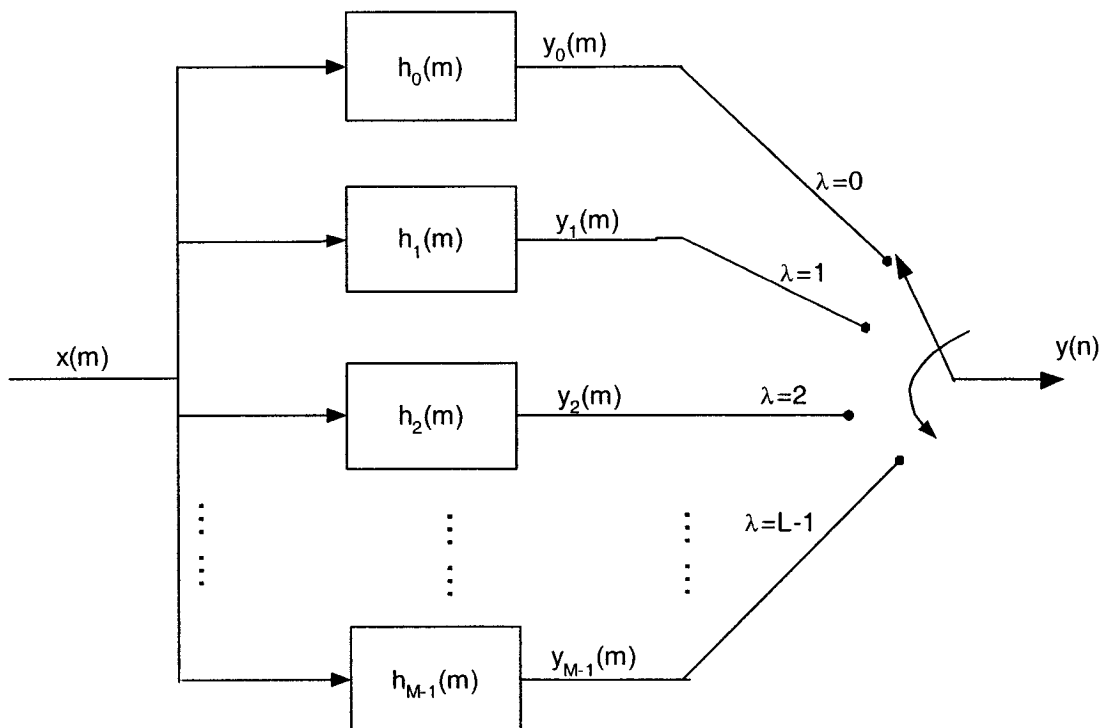 h₀(m)
y₀(m)
λ=0
h₁(m)
y₁(m)
λ=1
x(m)
y(n)
h₂(m)
y₂(m)
λ=2
λ=L-1
h_{M-1}(m)
y_{M-1}(m)